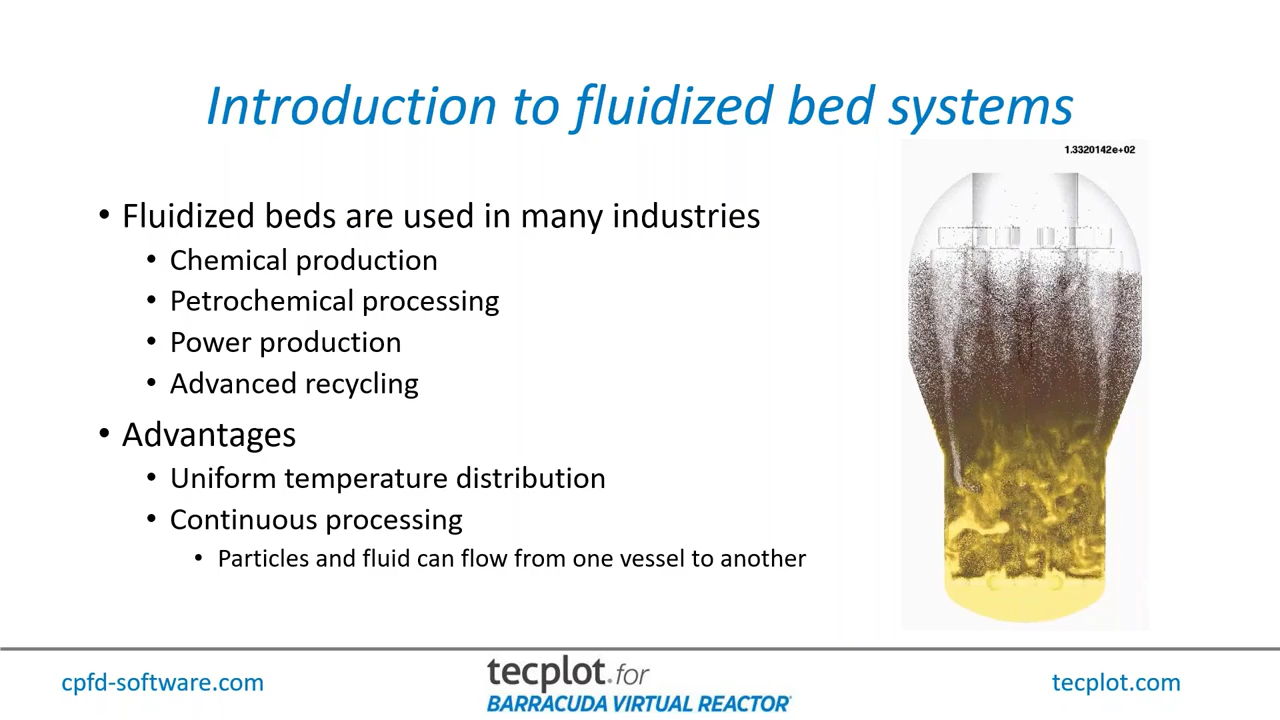 Introduction to fluidized bed systems
1.3320142e+02
• Fluidized beds are used in many industries
• Chemical production
• Petrochemical processing
• Power production
• Advanced recycling
• Advantages
• Uniform temperature distribution
• Continuous processing
• Particles and fluid can flow from one vessel to another
cpfd-software.com
tecplot.for
BARRACUDA VIRTUAL REACTOR
tecplot.com